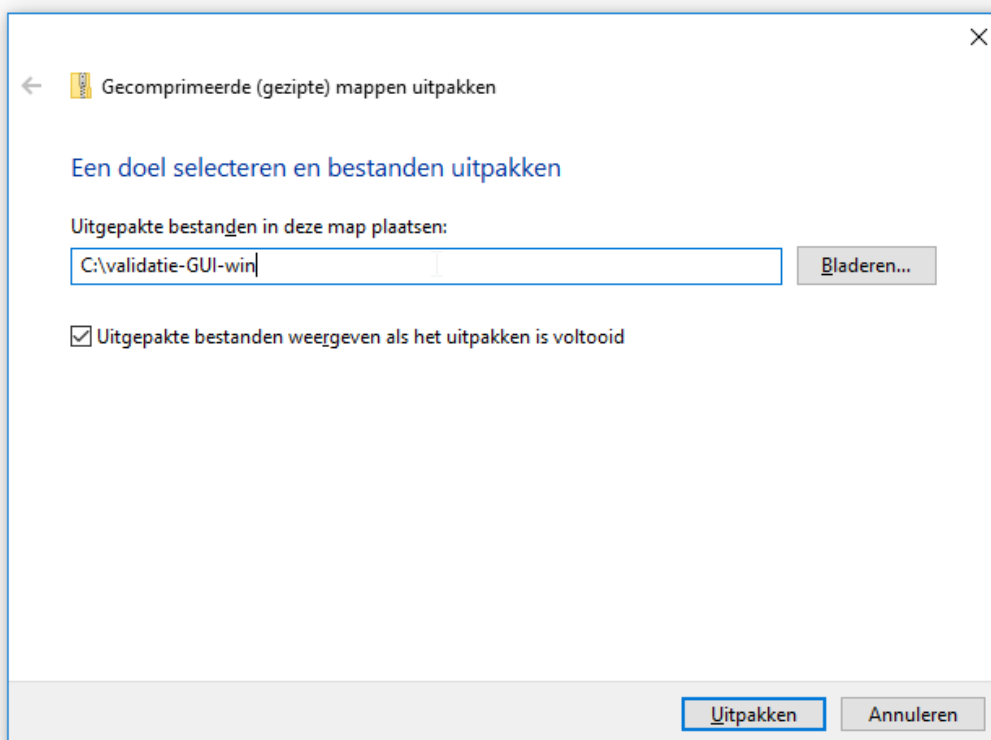 Gecomprimeerde (gezipte) mappen uitpakken
Een doel selecteren en bestanden uitpakken
Uitgepakte bestanden in deze map plaatsen:
C:\validatie-GUI-win
Bladeren...
Uitgepakte bestanden weergeven als het uitpakken is voltooid
Uitpakken
Annuleren